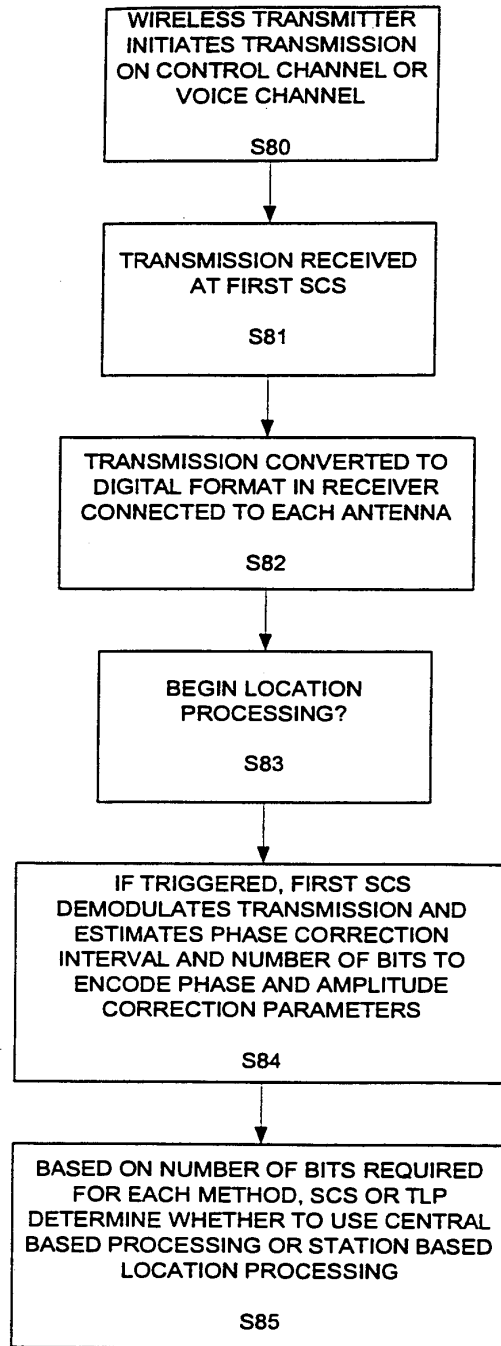 WIRELESS TRANSMITTER
INITIATES TRANSMISSION
ON CONTROL CHANNEL OR
VOICE CHANNEL
S80
TRANSMISSION RECEIVED
AT FIRST SCS
S81
TRANSMISSION CONVERTED TO
DIGITAL FORMAT IN RECEIVER
CONNECTED TO EACH ANTENNA
S82
BEGIN LOCATION
PROCESSING?
S83
IF TRIGGERED, FIRST SCS
DEMODULATES TRANSMISSION AND
ESTIMATES PHASE CORRECTION
INTERVAL AND NUMBER OF BITS TO
ENCODE PHASE AND AMPLITUDE
CORRECTION PARAMETERS
S84
BASED ON NUMBER OF BITS REQUIRED
FOR EACH METHOD, SCS OR TLP
DETERMINE WHETHER TO USE CENTRAL
BASED PROCESSING OR STATION BASED
LOCATION PROCESSING
S85